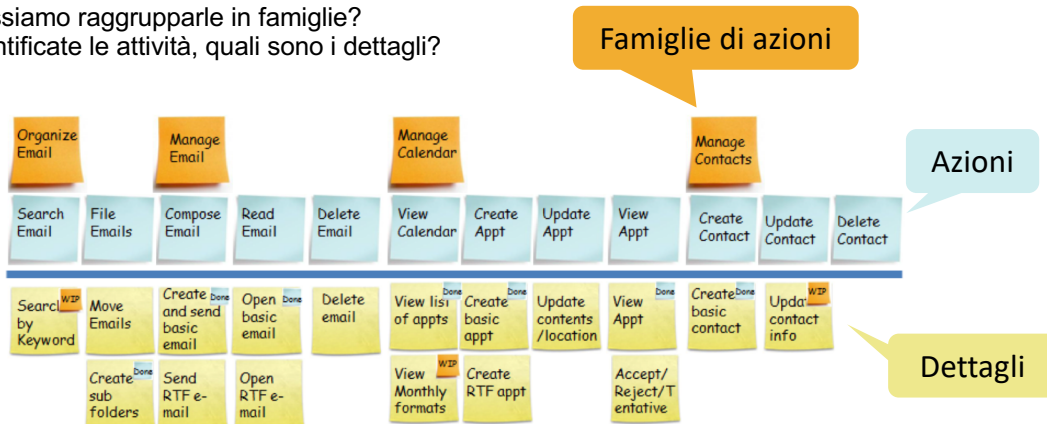 ssiamo raggrupparle in famiglie?
ntificate le attività, quali sono i dettagli?
Famiglie di azioni
Organize
Email
Manage
Email
Manage
Calendar
Manage
Contacts
Azioni
Search
Email
File
Emails
Compose
Email
Read
Email
Delete
Email
View
Calendar
Create
Appt
Update
Appt
View
Appt
Create
Contact
Update
Contact
Delete
Contact
Searc
WIP
by
Keyword
Move
Emails
Create
Done
and send
basic
email
Open
Done
basic
email
Delete
email
View list
Done
of appts
Create
Done
basic
appt
Update
contents
/location
View
Done
Appt
Create
Done
basic
contact
Updat
WIP
contact
info
Dettagli
Create
Done
sub
folders
Send
RTF e-
mail
Open
RTF e-
mail
View
WIP
Monthly
formats
Create
RTF appt
Accept/
Reject/T
entative